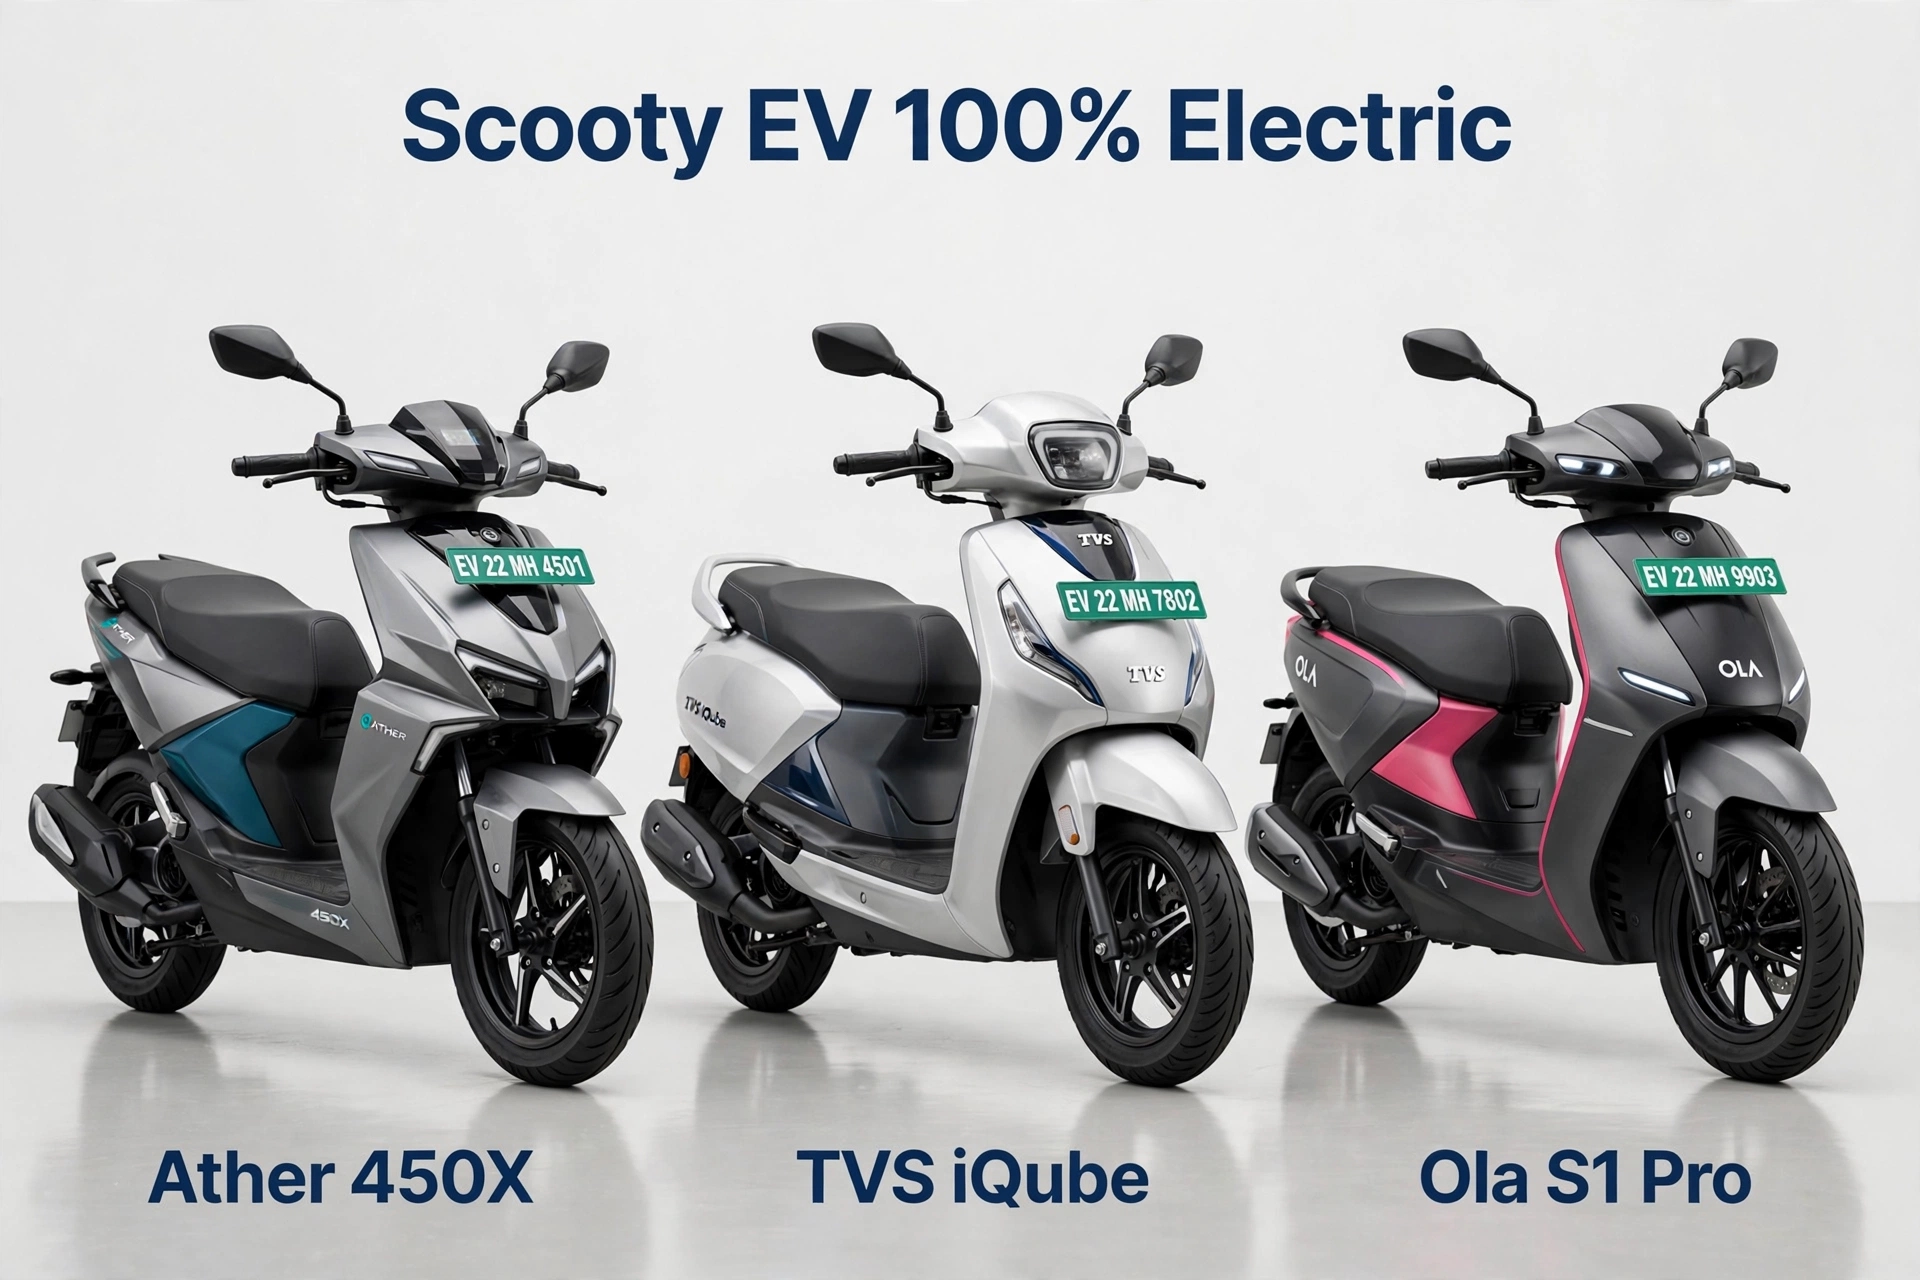 Scooty EV 100% Electric
EV 22 MH 4501
ATHER
450X
TVS
EV 22 MH 7802
TVS
TVS iQube
EV 22 MH 9903
OLA
OLA
Ather 450X
TVS iQube
Ola S1 Pro